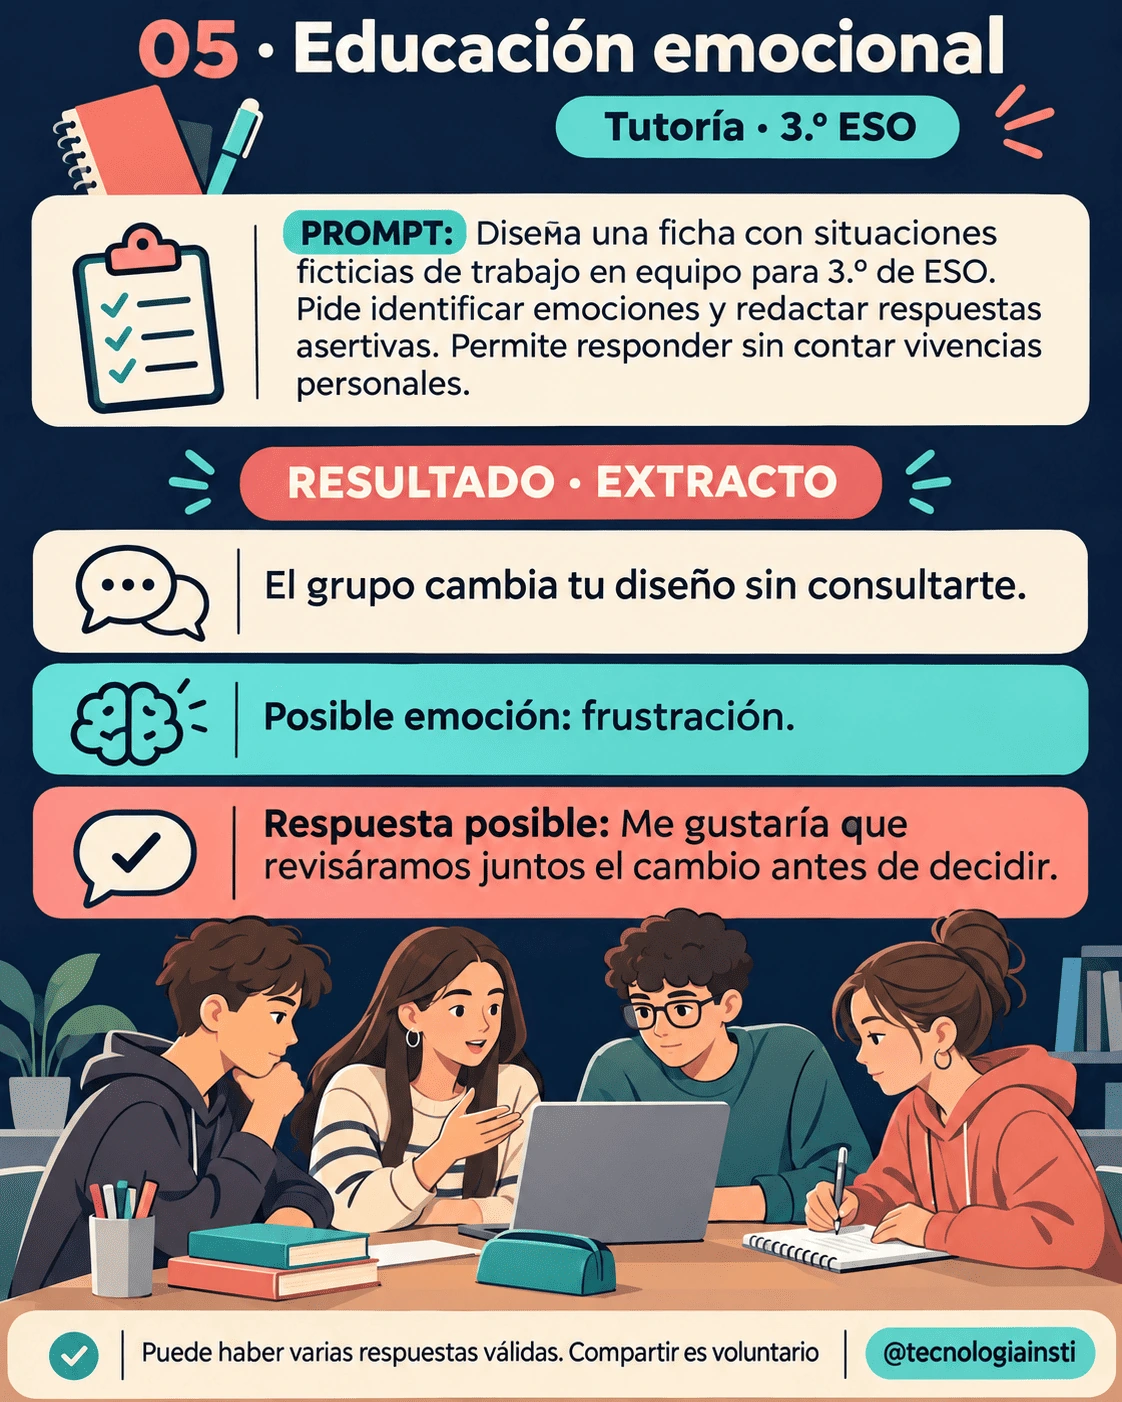 05 · Educación emocional
Tutoría · 3.º ESO
PROMPT: Diseña una ficha con situaciones
ficticias de trabajo en equipo para 3.º de ESO.
Pide identificar emociones y redactar respuestas
asertivas. Permite responder sin contar vivencias
personales.
RESULTADO · EXTRACTO
El grupo cambia tu diseño sin consultarte.
Posible emoción: frustración.
Respuesta posible: Me gustaría que
revisáramos juntos el cambio antes de decidir.
Puede haber varias respuestas válidas. Compartir es voluntario
@tecnologiainsti